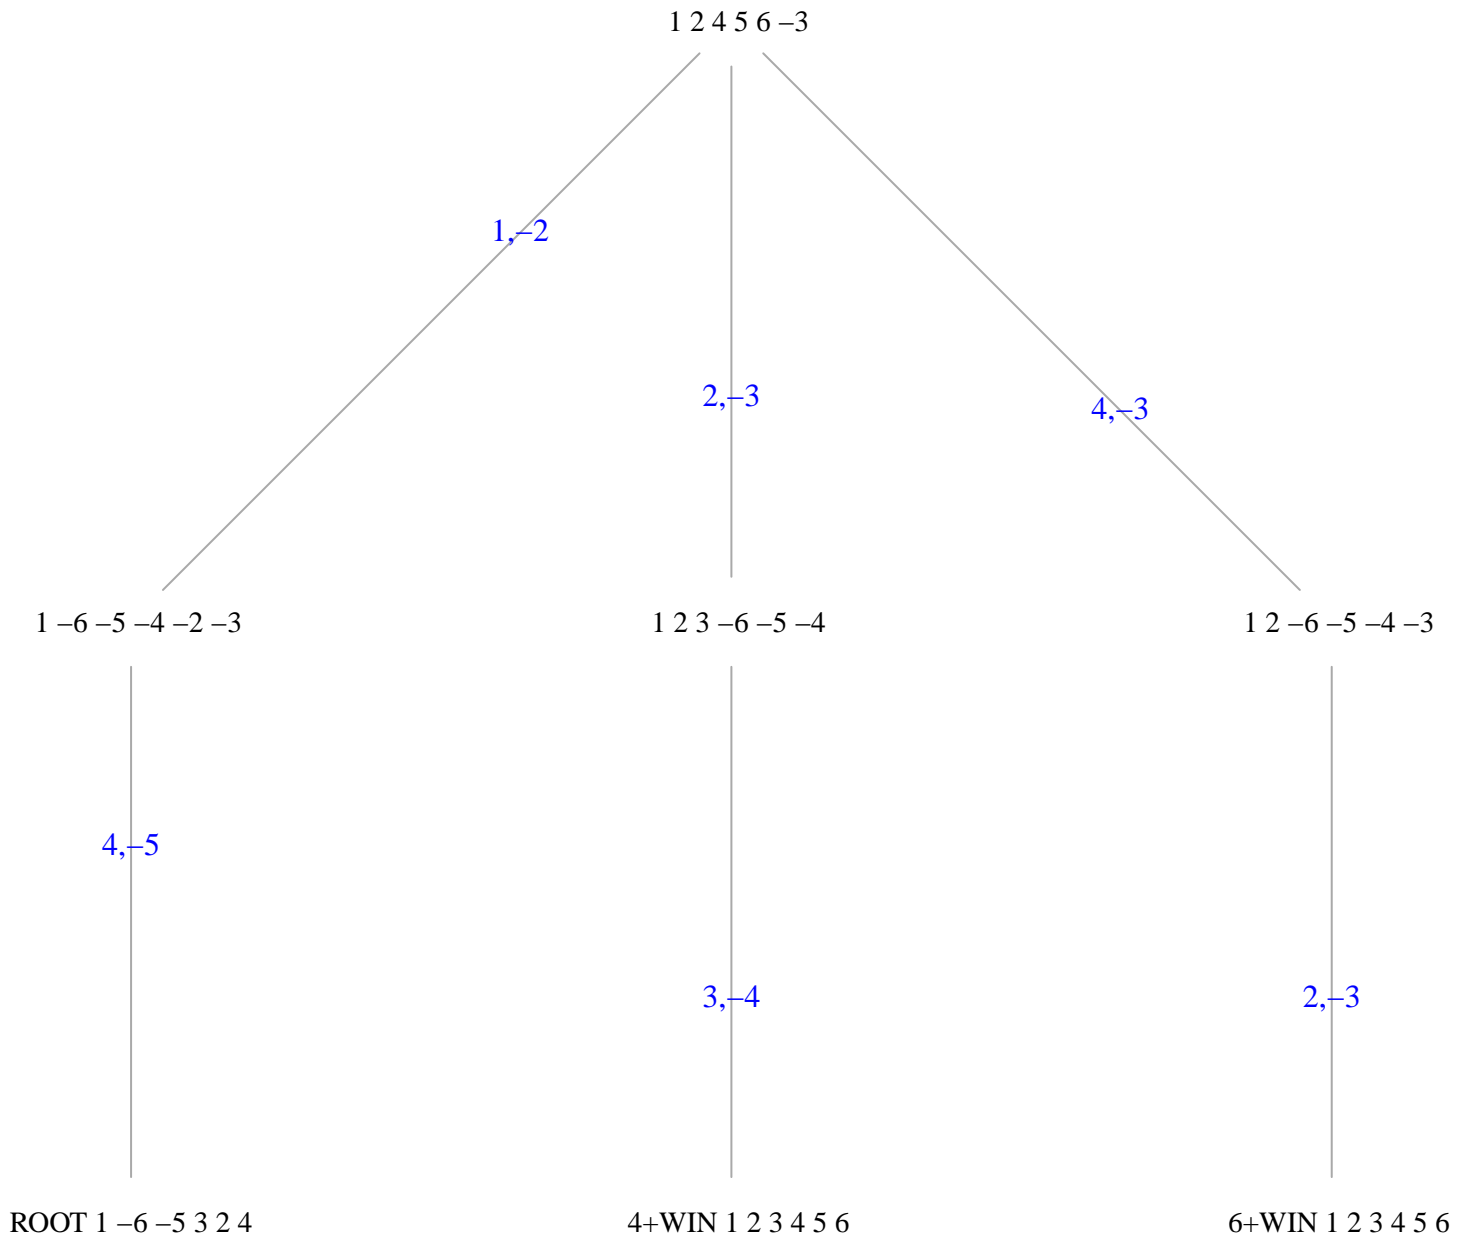 1 2 4 5 6 –3
1,–2
2,–3
4,–3
1 –6 –5 –4 –2 –3
1 2 3 –6 –5 –4
1 2 –6 –5 –4 –3
4,–5
3,–4
2,–3
ROOT 1 –6 –5 3 2 4
4+WIN 1 2 3 4 5 6
6+WIN 1 2 3 4 5 6